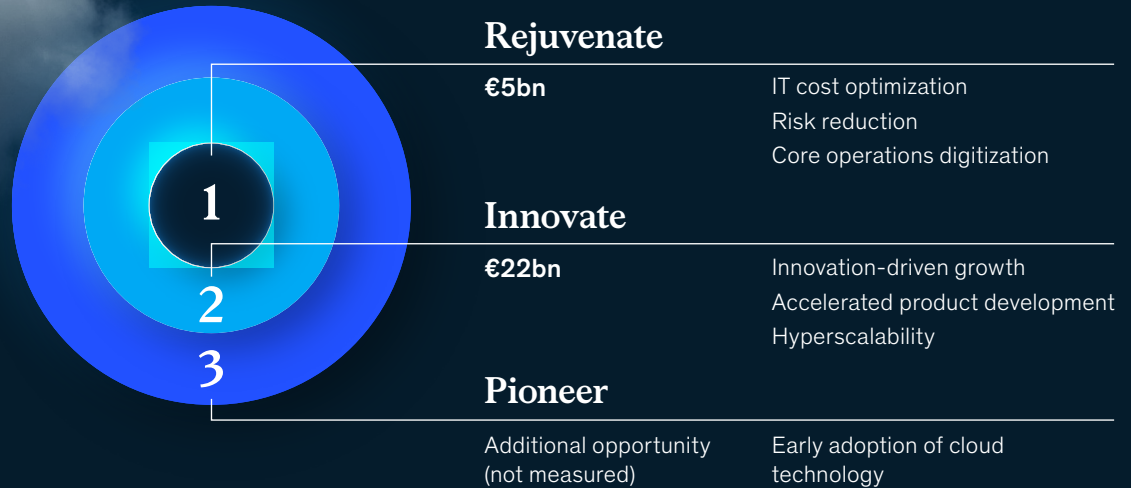 Rejuvenate
€5bn
IT cost optimization
Risk reduction
Core operations digitization
1
Innovate
€22bn
Innovation-driven growth
Accelerated product development
Hyperscalability
2
3
Pioneer
Additional opportunity
(not measured)
Early adoption of cloud
technology